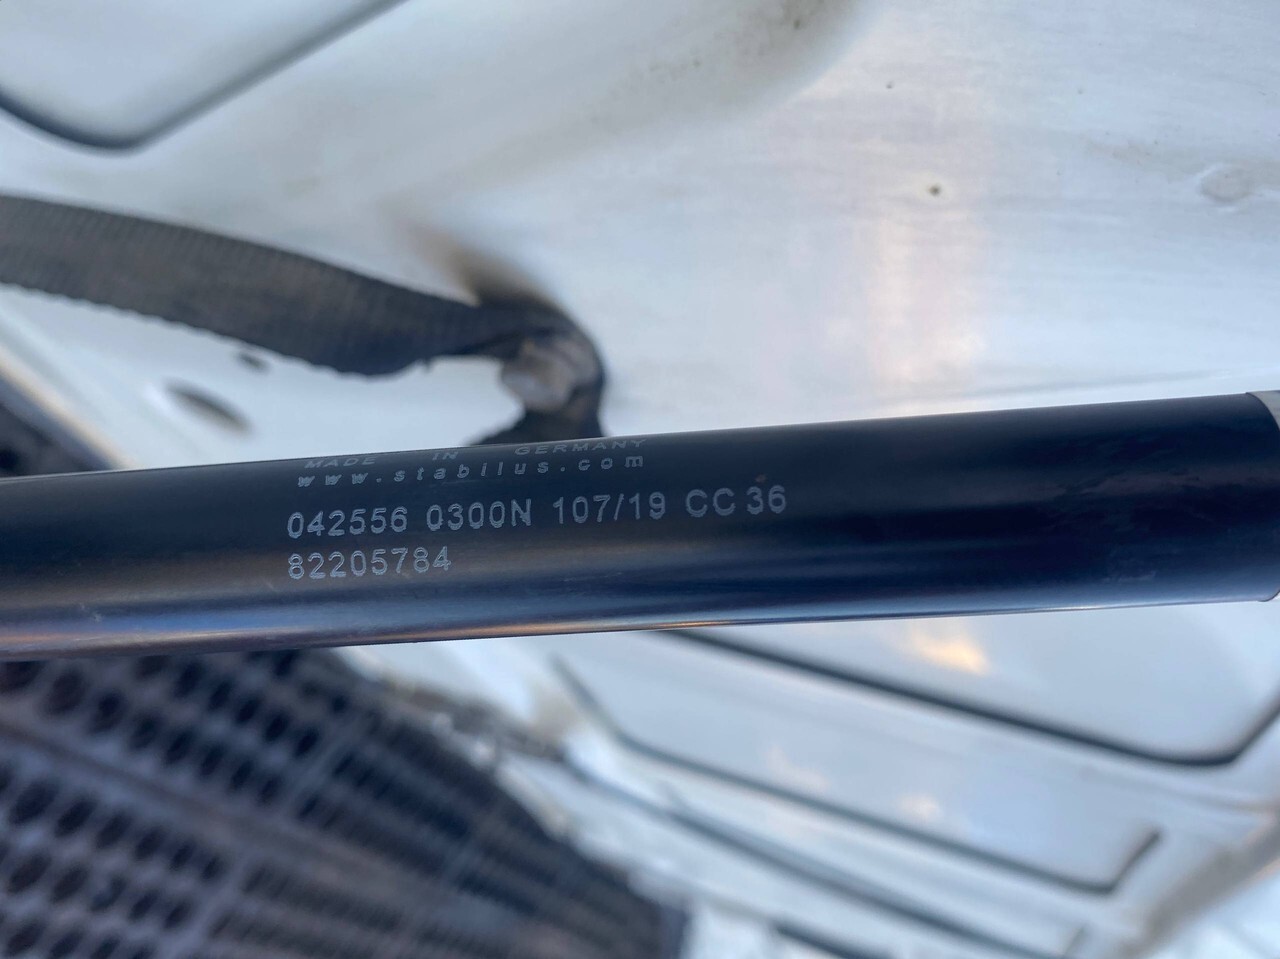 MADE IN GERMANY
www.stabilus.com
042556 0300N 107/19 CC 36
82205784